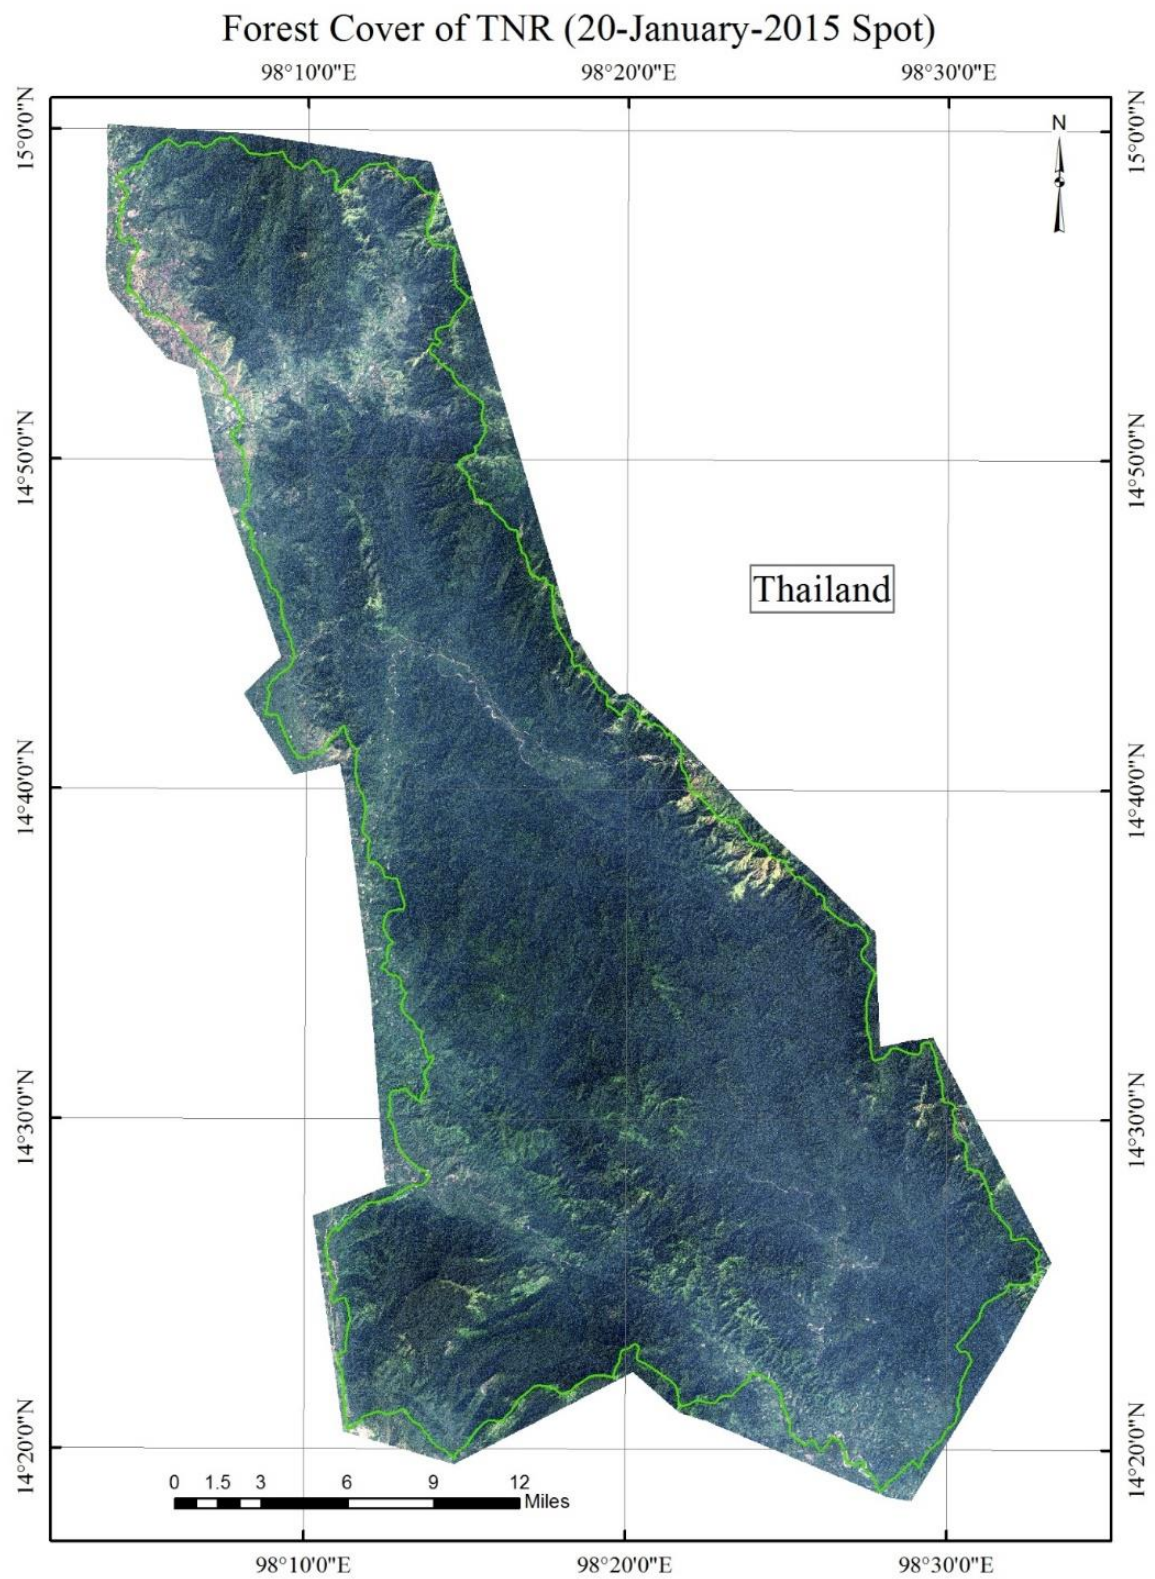 Forest Cover of TNR (20-January-2015 Spot)
98°10'0"E 98°20'0"E 98°30'0"E
15°0'0"N 15°0'0"N
N
14°50'0"N 14°50'0"N
Thailand
14°40'0"N 14°40'0"N
14°30'0"N 14°30'0"N
14°20'0"N 14°20'0"N
0 1.5 3 6 9 12
Miles
98°10'0"E 98°20'0"E 98°30'0"E